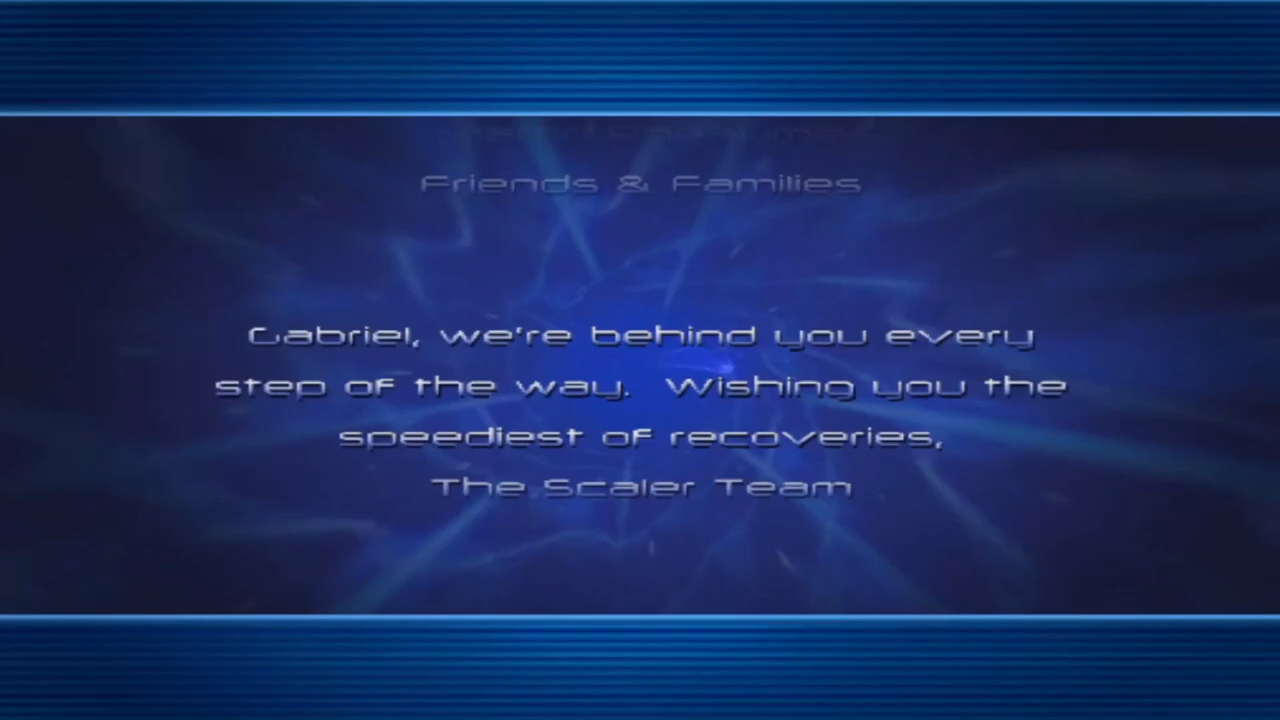 Friends & Families
Gabriel, we're behind you every
step of the way.  Wishing you the
speediest of recoveries,
The Scaler Team